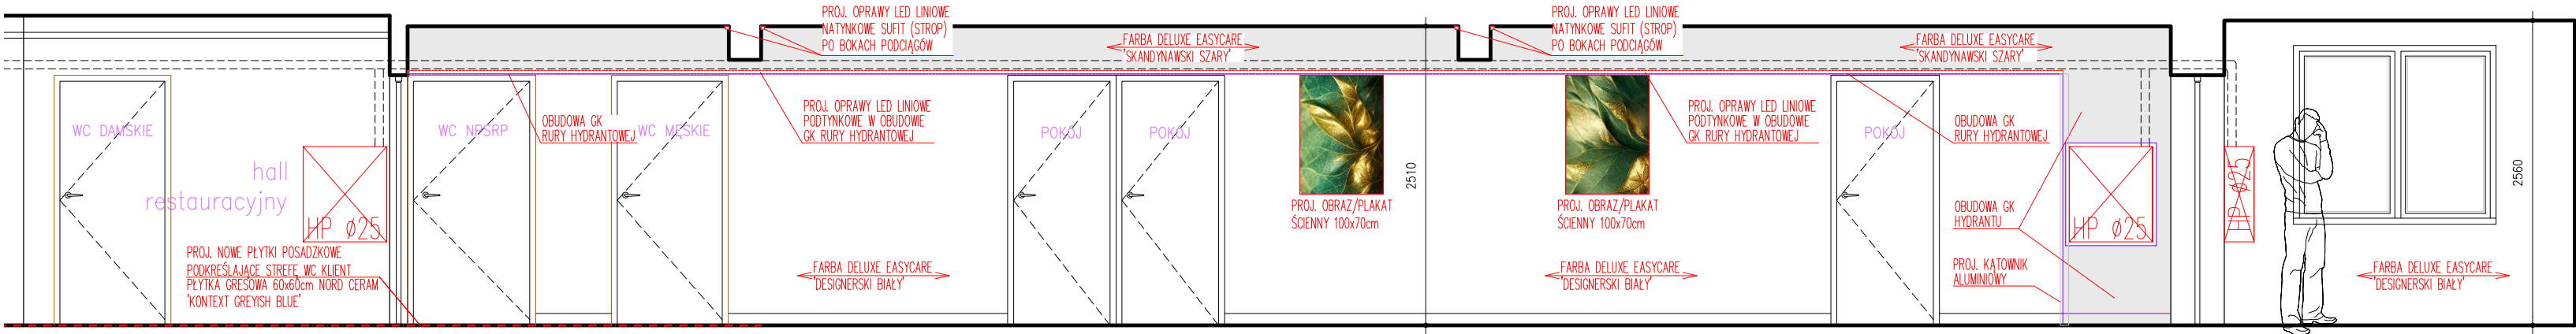 PROJ. OPRAWY LED LINIOWE
NATYNKOWE SUFIT (STROP)
PO BOKACH PODCIĄGÓW
FARBA DELUXE EASYCARE
'SKANDYNAWSKI SZARY'
PROJ. OPRAWY LED LINIOWE
NATYNKOWE SUFIT (STROP)
PO BOKACH PODCIĄGÓW
FARBA DELUXE EASYCARE
'SKANDYNAWSKI SZARY'
WC DAMSKIE
hall
restauracyjny
HP ø25
PROJ. NOWE PŁYTKI POSADZKOWE
PODKREŚLAJĄCE STREFĘ WC KLIENT
PŁYTKA GRESOWA 60x60cm NORD CERAM
'KONTEXT GREYISH BLUE'
WC NPSRP
OBUDOWA GK
RURY HYDRANTOWEJ
WC MĘSKIE
PROJ. OPRAWY LED LINIOWE
PODTYNKOWE W OBUDOWIE
GK RURY HYDRANTOWEJ
FARBA DELUXE EASYCARE
'DESIGNERSKI BIAŁY'
POKÓJ
POKÓJ
PROJ. OBRAZ/PLAKAT
ŚCIENNY 100x70cm
2510
PROJ. OBRAZ/PLAKAT
ŚCIENNY 100x70cm
FARBA DELUXE EASYCARE
'DESIGNERSKI BIAŁY'
PROJ. OPRAWY LED LINIOWE
PODTYNKOWE W OBUDOWIE
GK RURY HYDRANTOWEJ
POKÓJ
OBUDOWA GK
RURY HYDRANTOWEJ
OBUDOWA GK
HYDRANTU
PROJ. KĄTOWNIK
ALUMINIOWY
HP ø25
HP ø25
FARBA DELUXE EASYCARE
'DESIGNERSKI BIAŁY'
2560